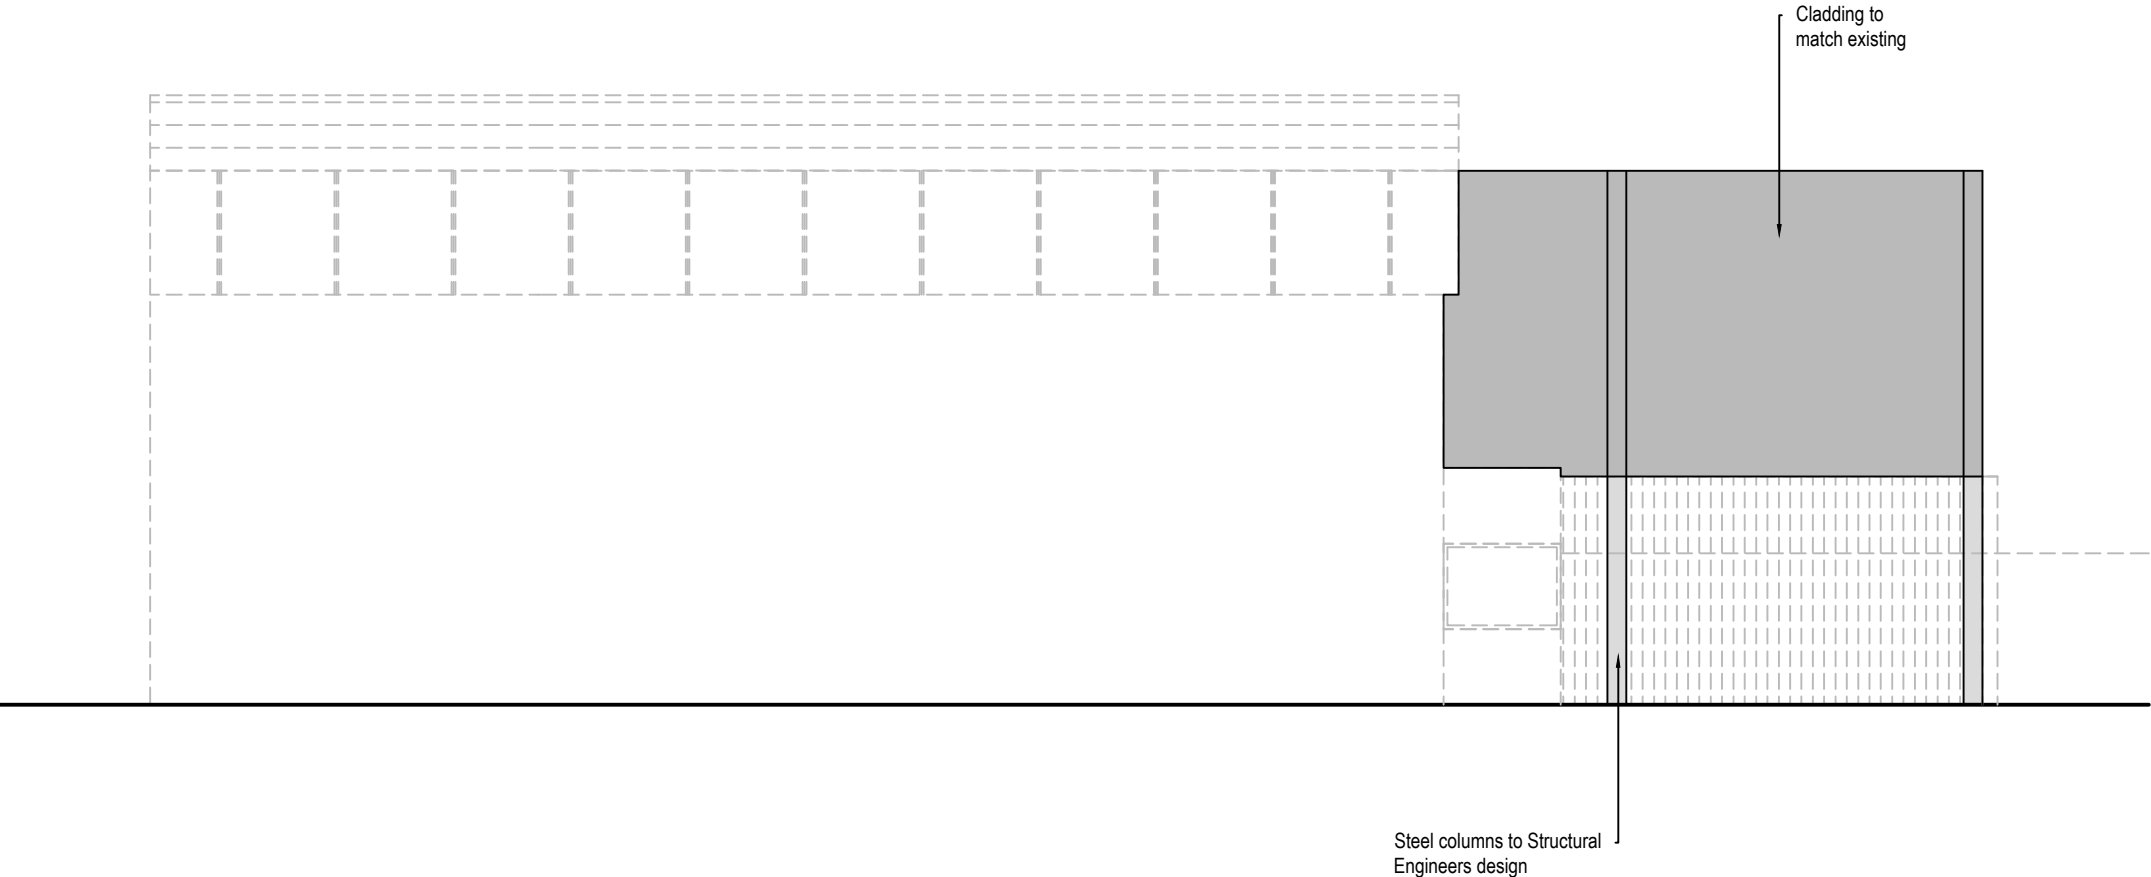 Cladding to
match existing
Steel columns to Structural
Engineers design